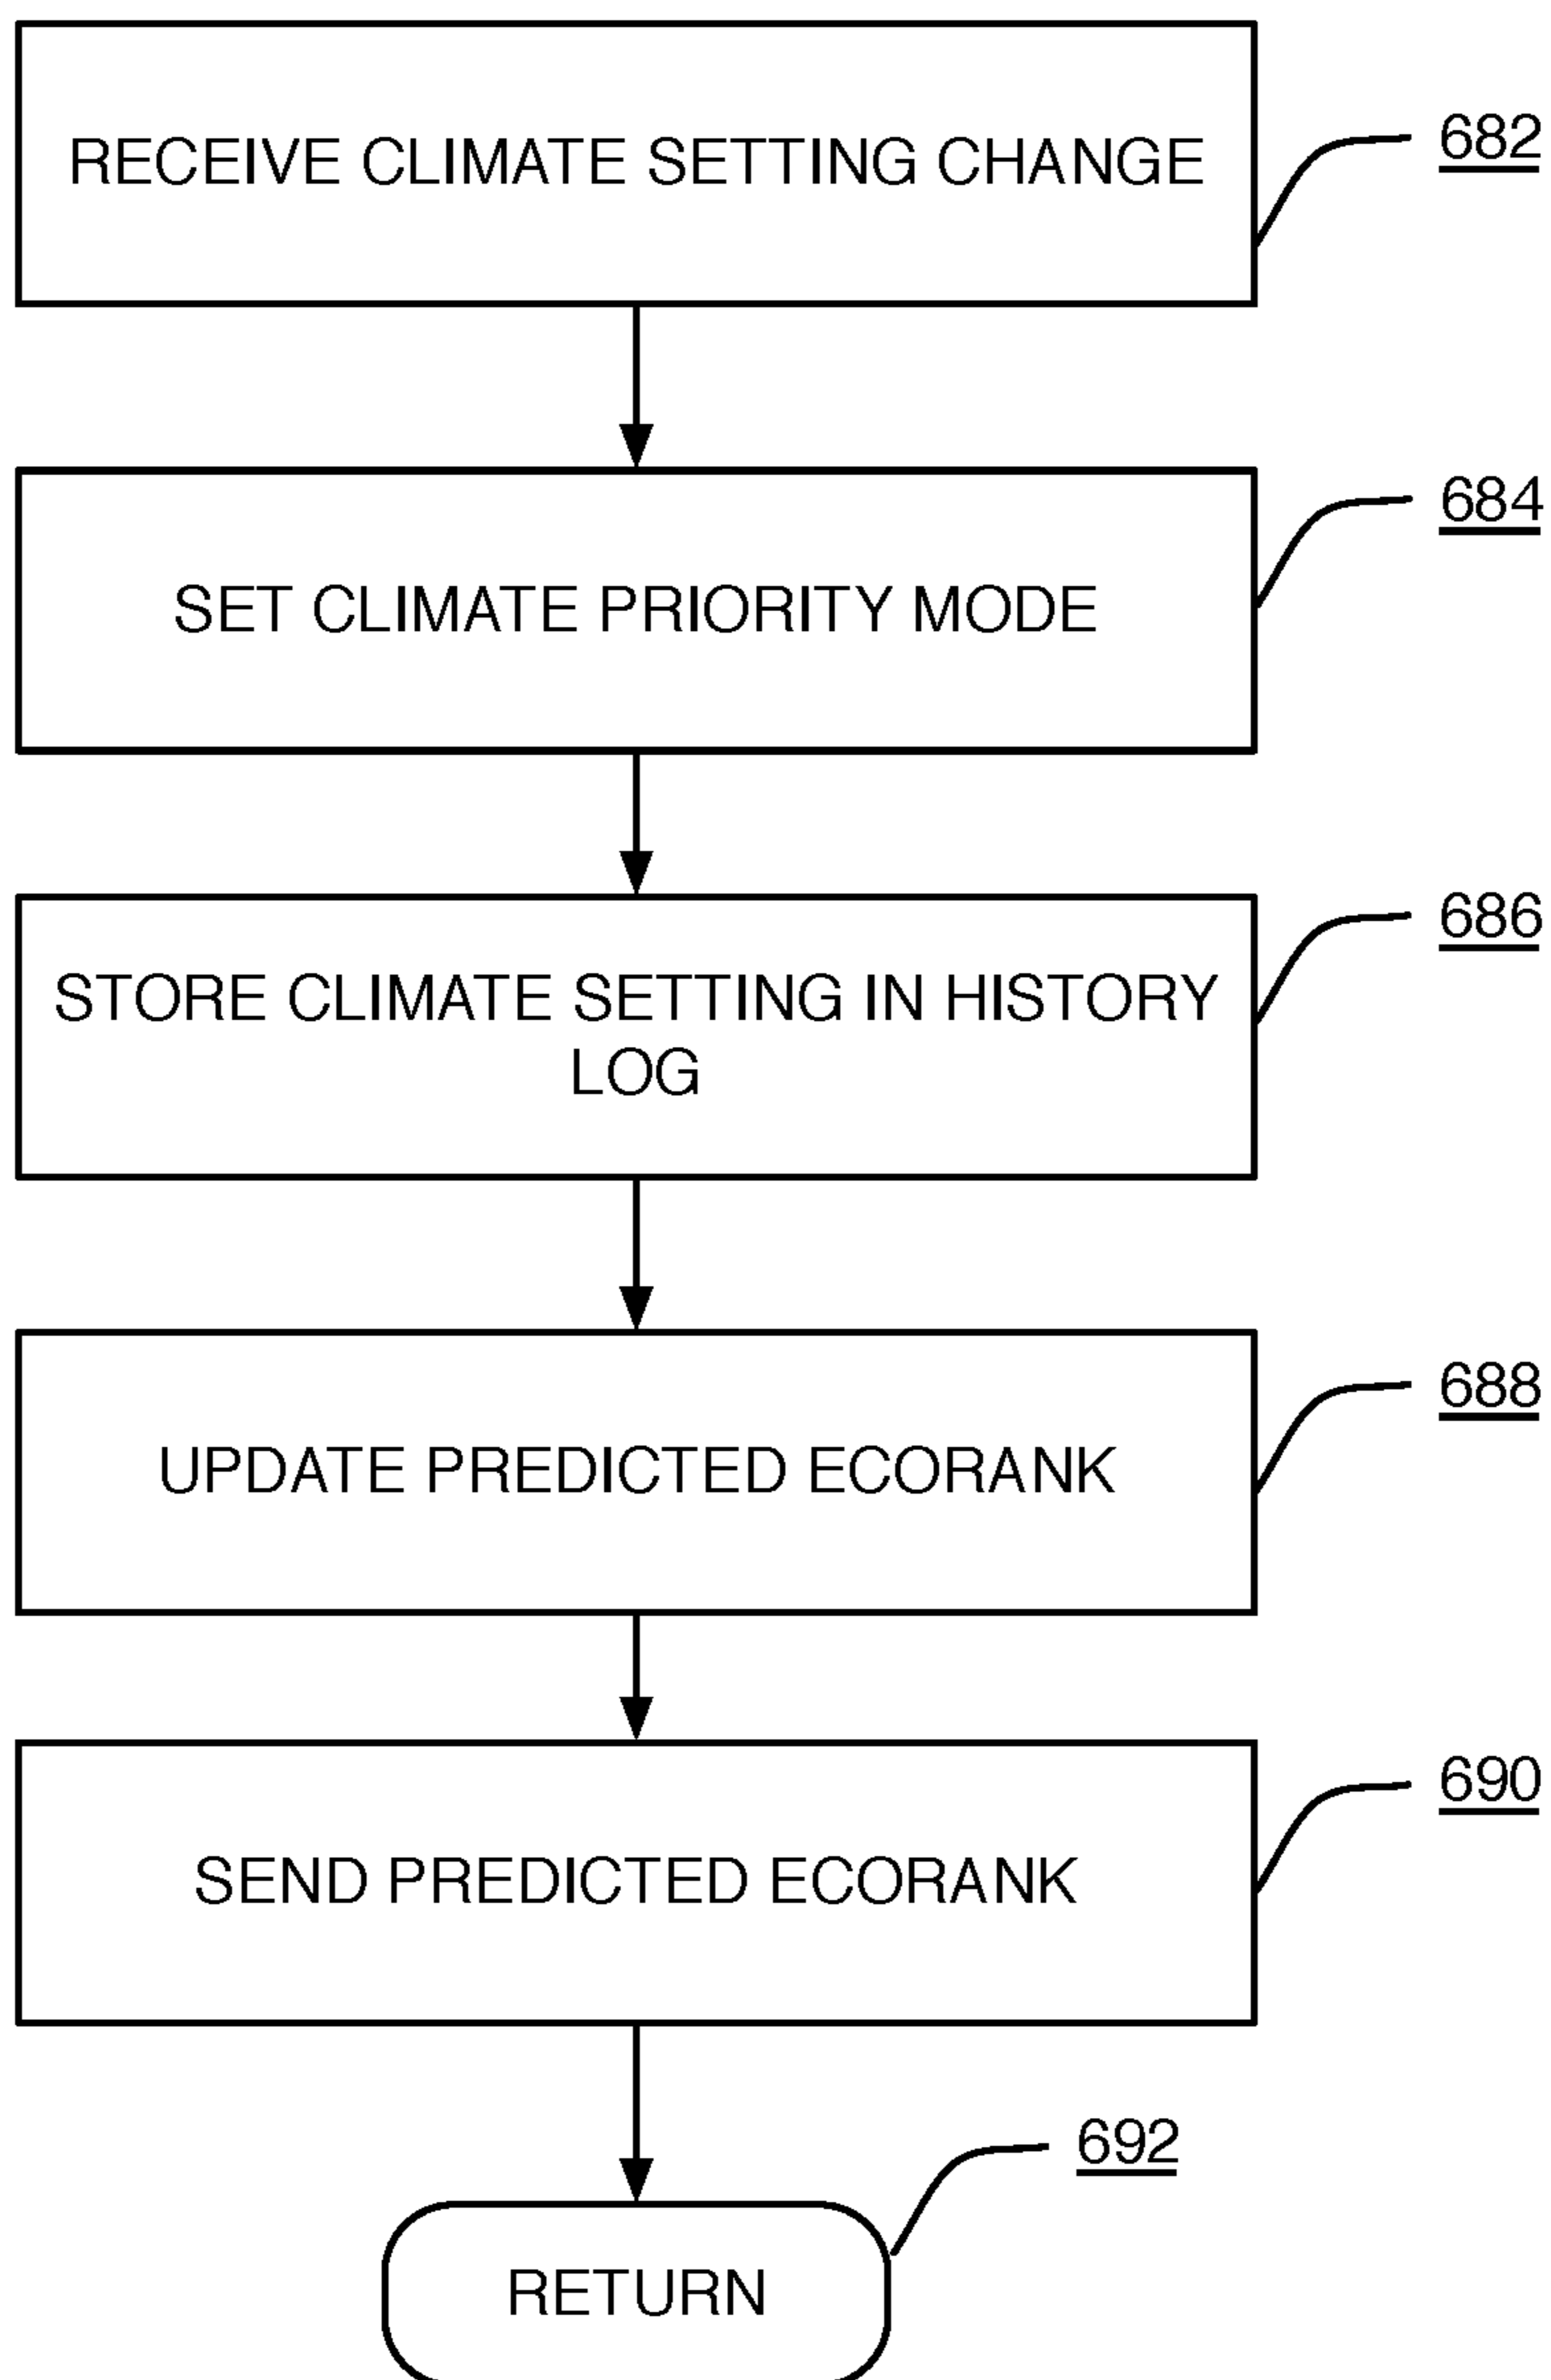 RECEIVE CLIMATE SETTING CHANGE
682
684
SET CLIMATE PRIORITY MODE
686
STORE CLIMATE SETTING IN HISTORY
LOG
688
UPDATE PREDICTED ECORANK
690
SEND PREDICTED ECORANK
692
RETURN